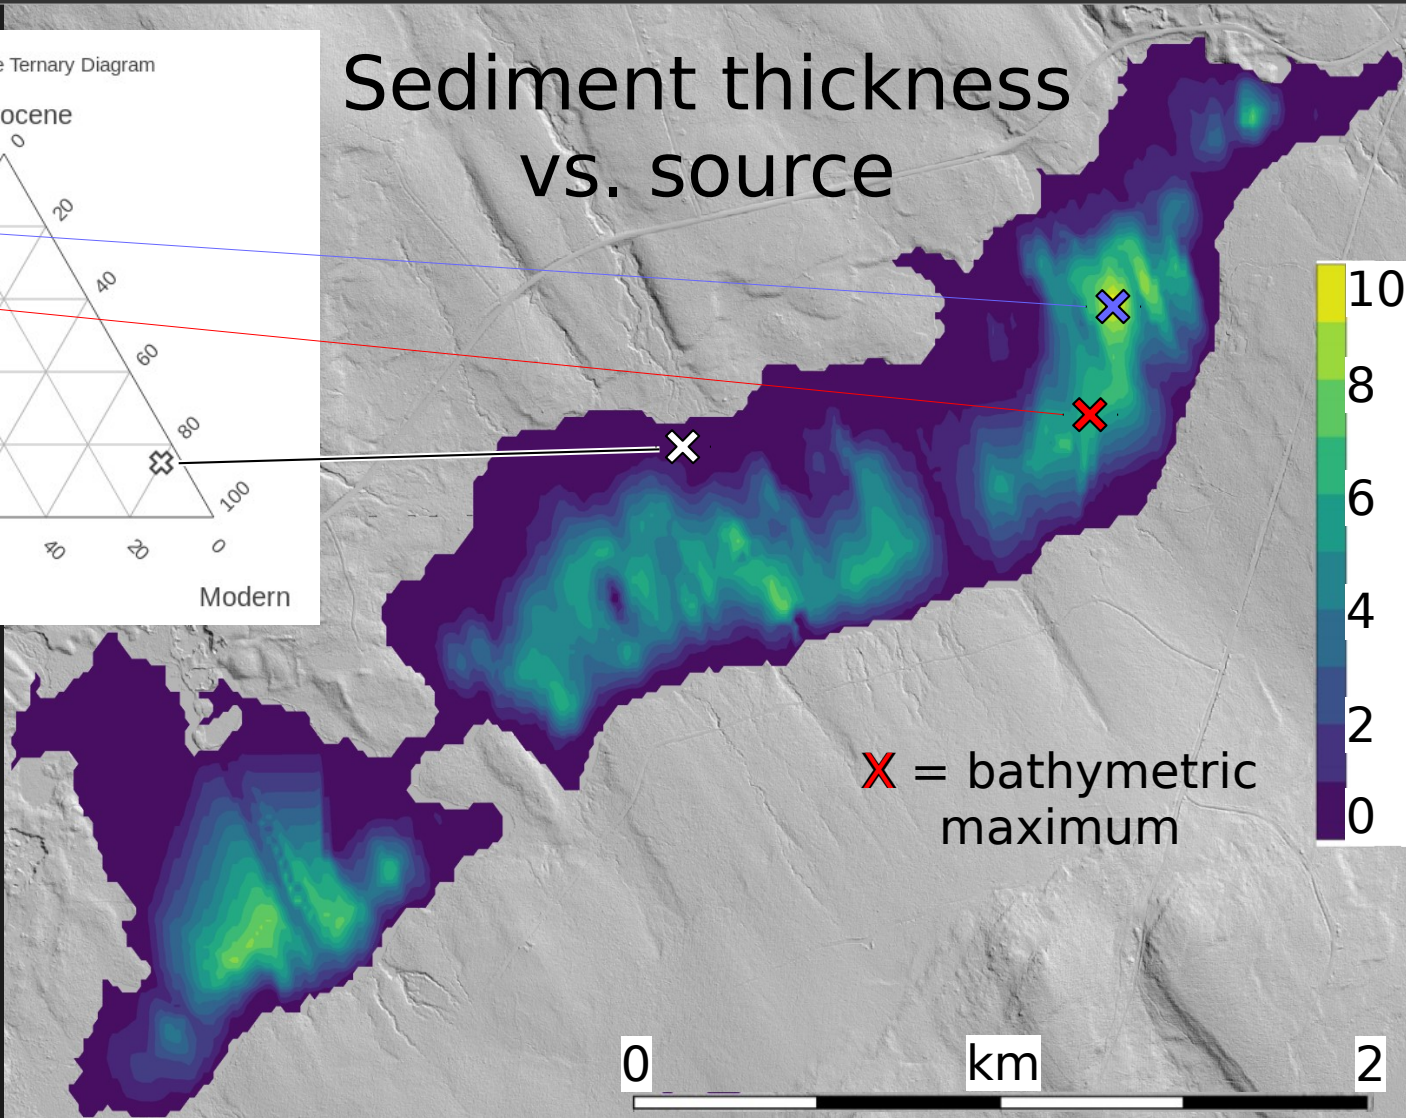 e Ternary Diagram
ocene
0
20
40
60
80
100
40
20
0
Modern
Sediment thickness
vs. source
10
8
6
4
2
0
X = bathymetric
maximum
0 km 2